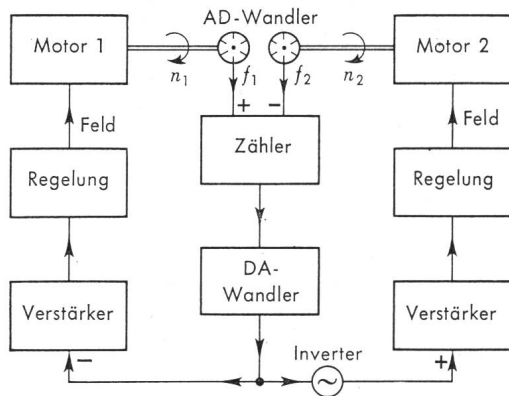 AD-Wandler
Motor 1
Motor 2
n1
f1
f2
n2
+
−
Feld
Feld
Zähler
Regelung
Regelung
DA-
Wandler
Verstärker
Verstärker
Inverter
−
~
+